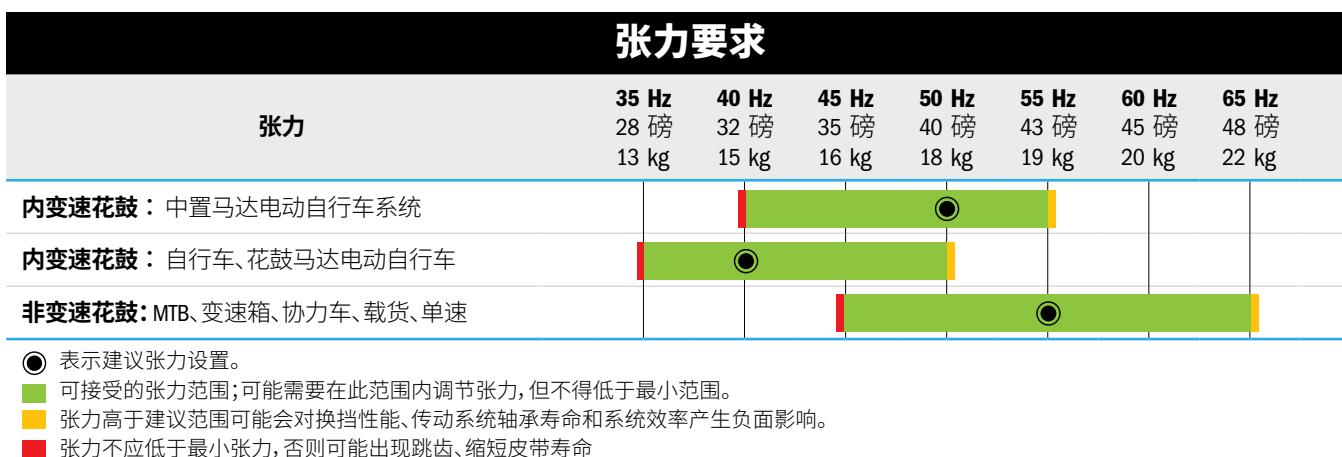 张力要求
35 Hz 40 Hz 45 Hz 50 Hz 55 Hz 60 Hz 65 Hz
张力 28 磅 32 磅 35 磅 40 磅 43 磅 45 磅 48 磅
13 kg 15 kg 16 kg 18 kg 19 kg 20 kg 22 kg
内变速花鼓：中置马达电动自行车系统
内变速花鼓：自行车、花鼓马达电动自行车
非变速花鼓：MTB、变速箱、协力车、载货、单速
表示建议张力设置。
可接受的张力范围；可能需要在此范围内调节张力，但不得低于最小范围。
张力高于建议范围可能会对换挡性能、传动系统轴承寿命和系统效率产生负面影响。
张力不应低于最小张力，否则可能出现跳齿、缩短皮带寿命